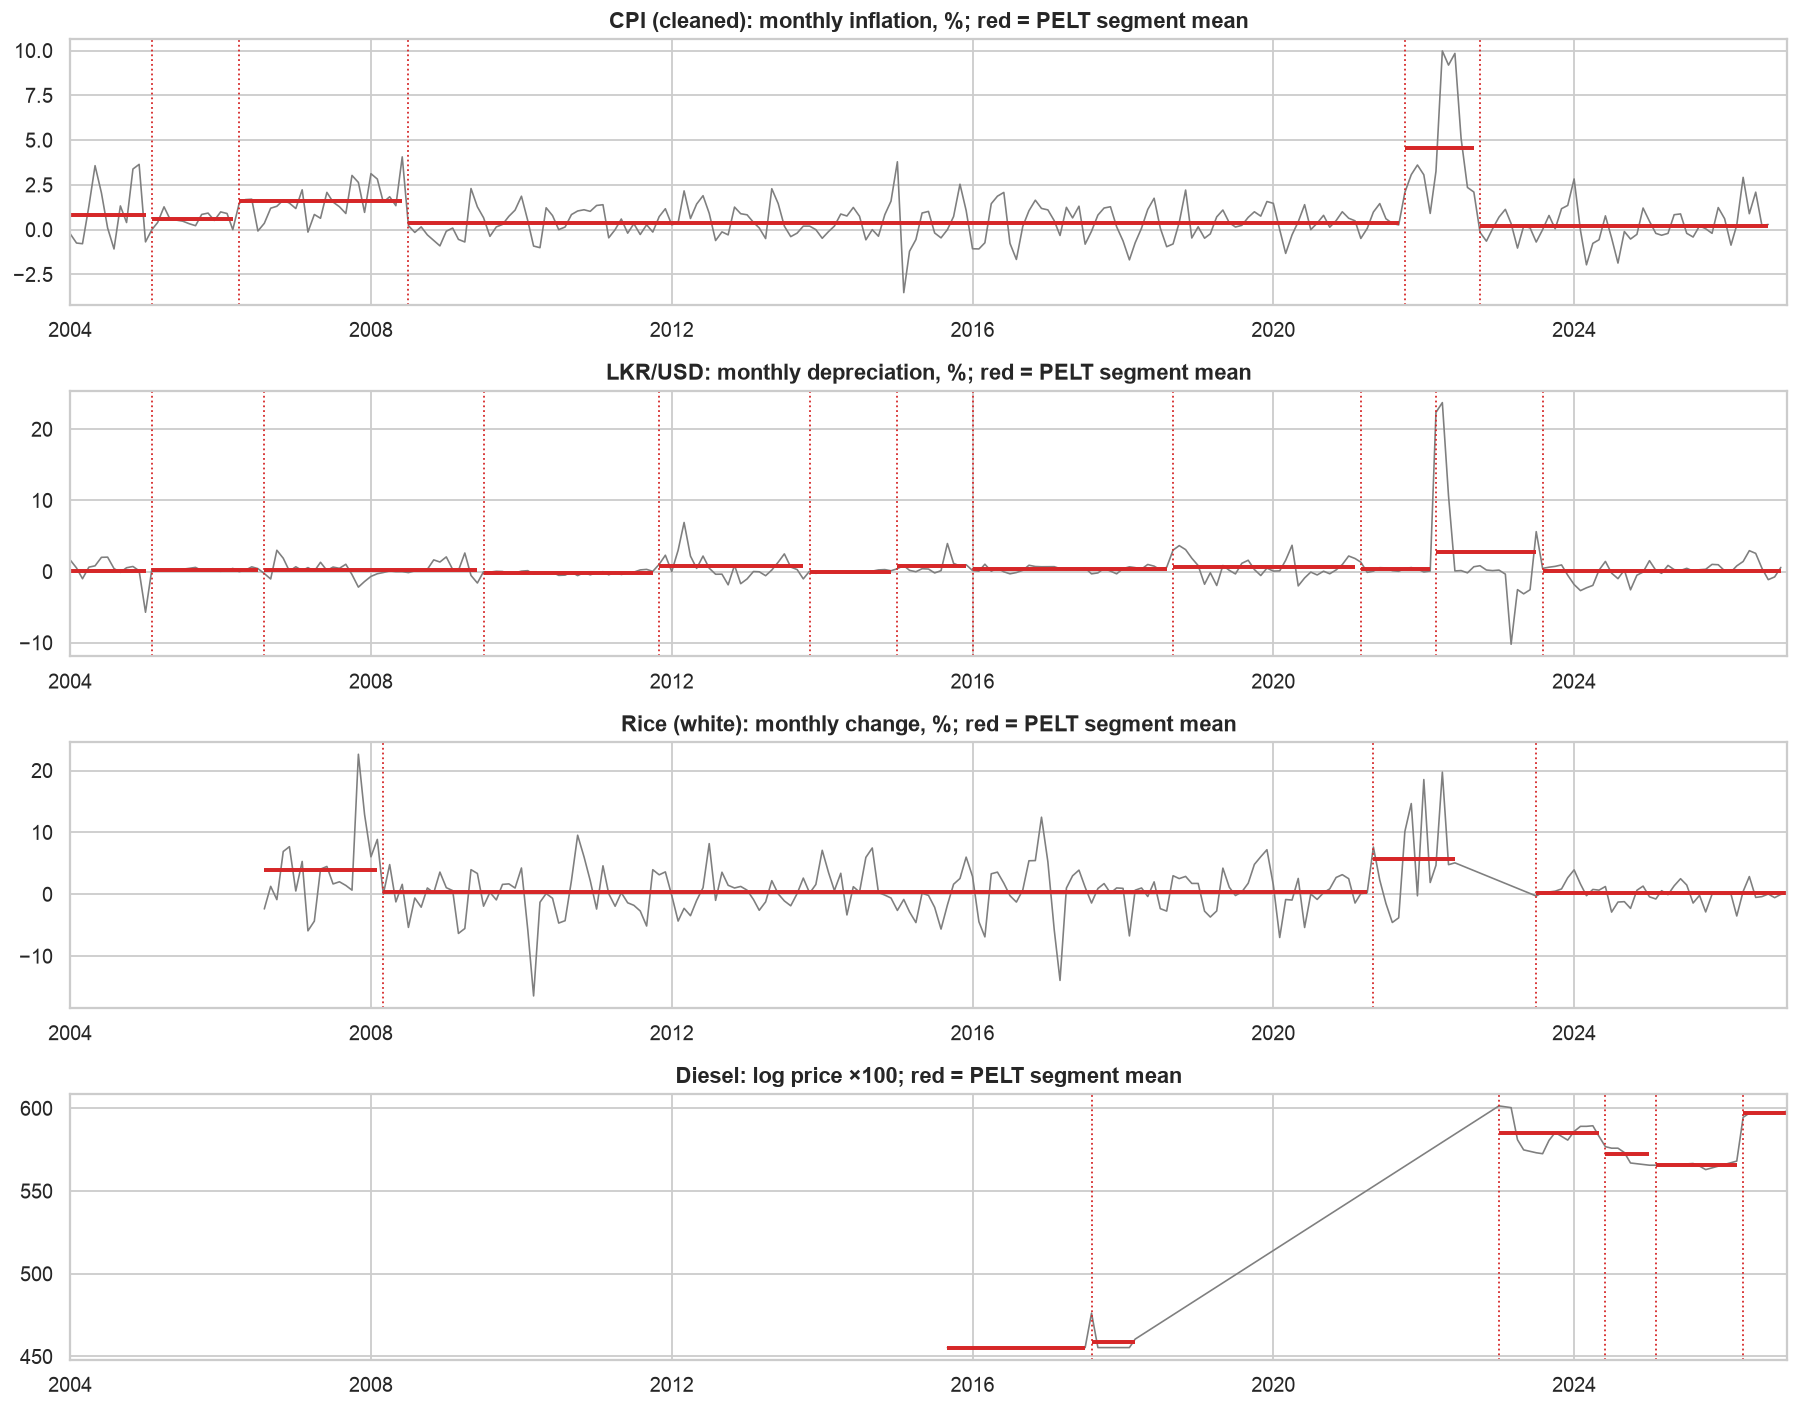 CPI (cleaned): monthly inflation, %; red = PELT segment mean
10.0
7.5
5.0
2.5
0.0
−2.5
2004 2008 2012 2016 2020 2024
LKR/USD: monthly depreciation, %; red = PELT segment mean
20
10
0
−10
2004 2008 2012 2016 2020 2024
Rice (white): monthly change, %; red = PELT segment mean
20
10
0
−10
2004 2008 2012 2016 2020 2024
Diesel: log price ×100; red = PELT segment mean
600
550
500
450
2004 2008 2012 2016 2020 2024